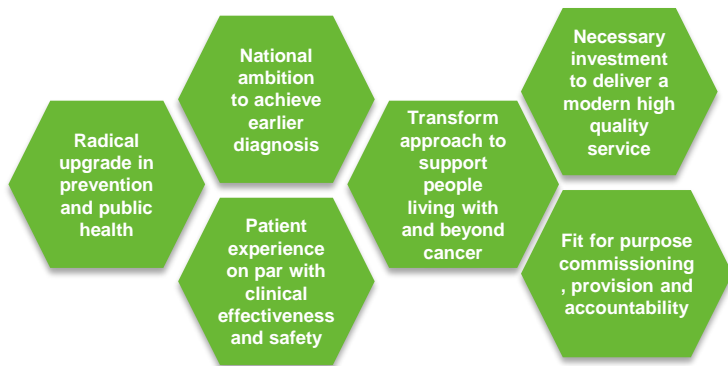 Radical
upgrade in
prevention
and public
health
National
ambition
to achieve
earlier
diagnosis
Patient
experience
on par with
clinical
effectiveness
and safety
Transform
approach to
support
people
living with
and beyond
cancer
Necessary
investment
to deliver a
modern high
quality
service
Fit for purpose
commissioning
, provision and
accountability